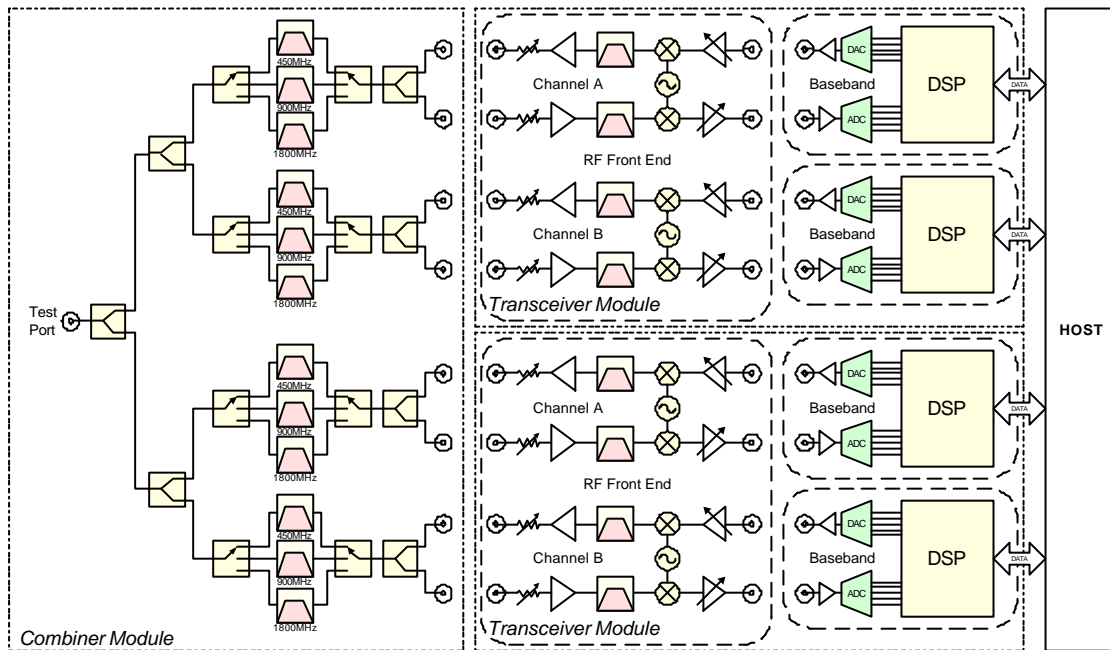 450MHz
900MHz
1800MHz
450MHz
900MHz
1800MHz
Test
Port
450MHz
900MHz
1800MHz
450MHz
900MHz
1800MHz
Combiner Module
Channel A
RF Front End
Channel B
Transceiver Module
DAC
Baseband
ADC
DSP
DATA
DAC
Baseband
ADC
DSP
DATA
Channel A
RF Front End
Channel B
Transceiver Module
DAC
Baseband
ADC
DSP
DATA
DAC
Baseband
ADC
DSP
DATA
HOST